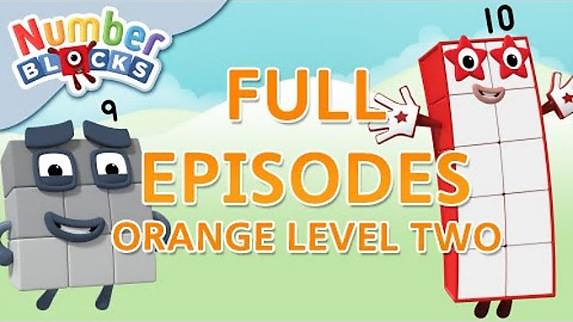 Number
BLOCKS
10
9
FULL
EPISODES
ORANGE LEVEL TWO